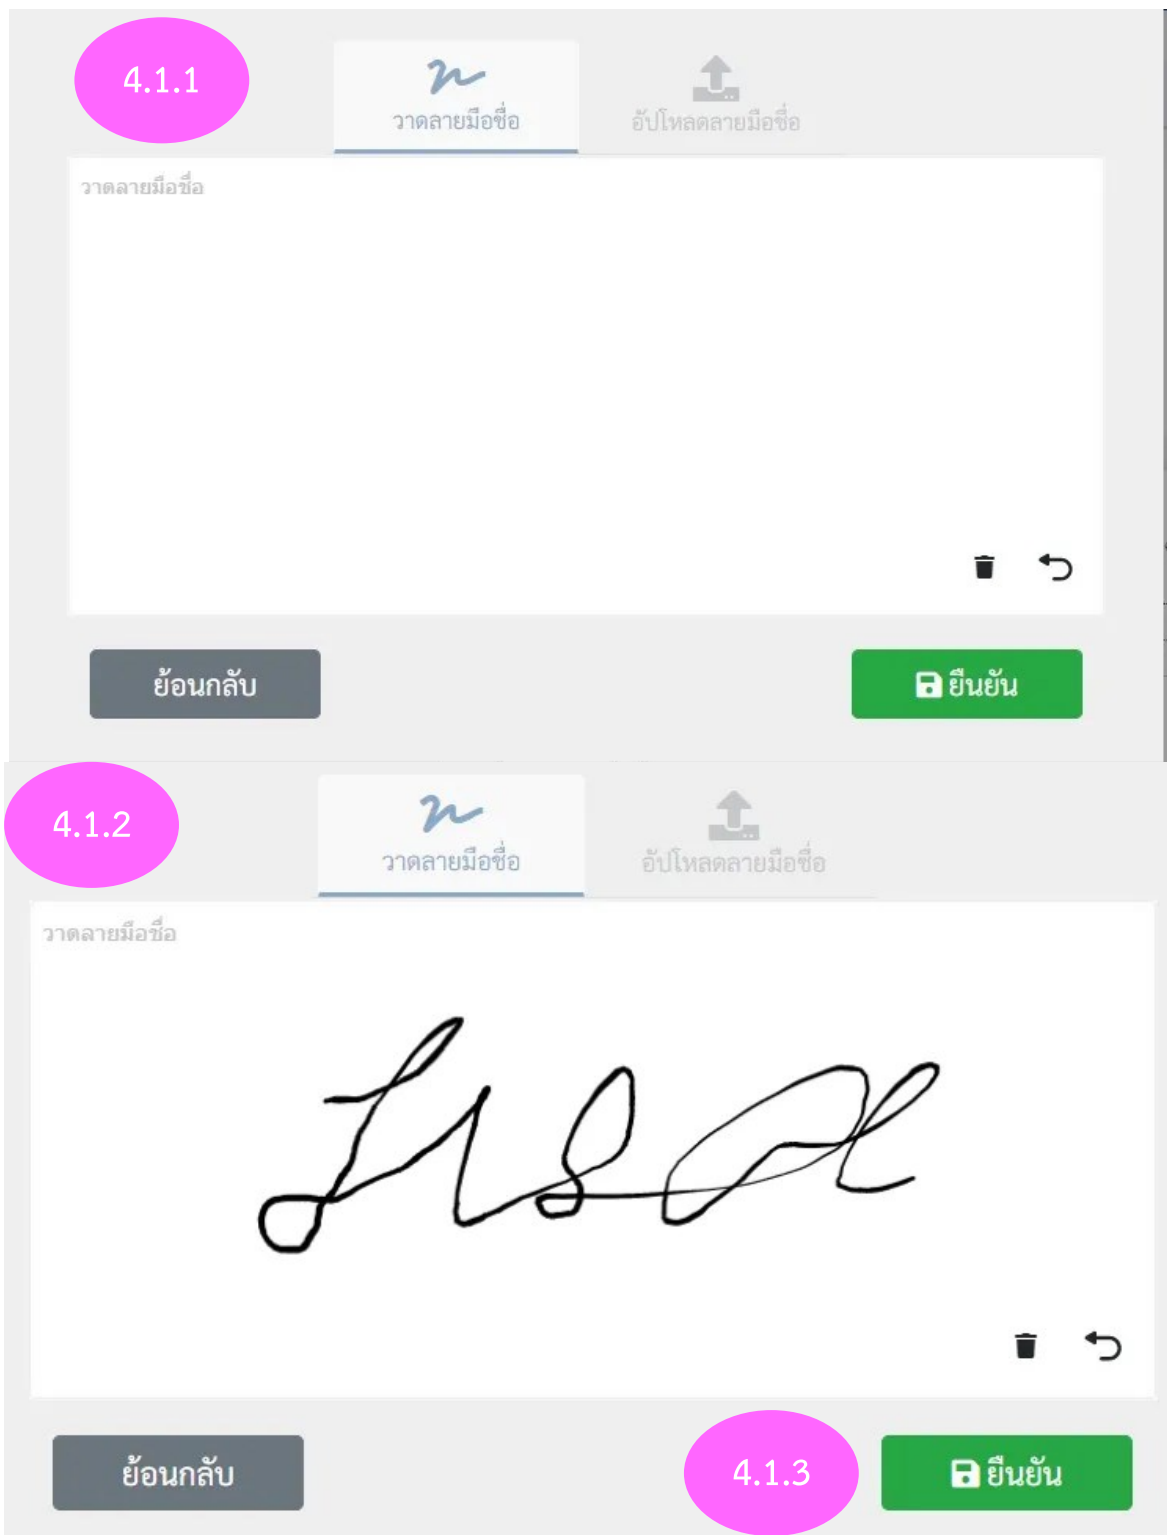 4.1.1
วาดลายมือชื่อ
อัปโหลดลายมือชื่อ
วาดลายมือชื่อ
ย้อนกลับ
ยืนยัน
4.1.2
วาดลายมือชื่อ
อัปโหลดลายมือชื่อ
วาดลายมือชื่อ
ย้อนกลับ
4.1.3
ยืนยัน